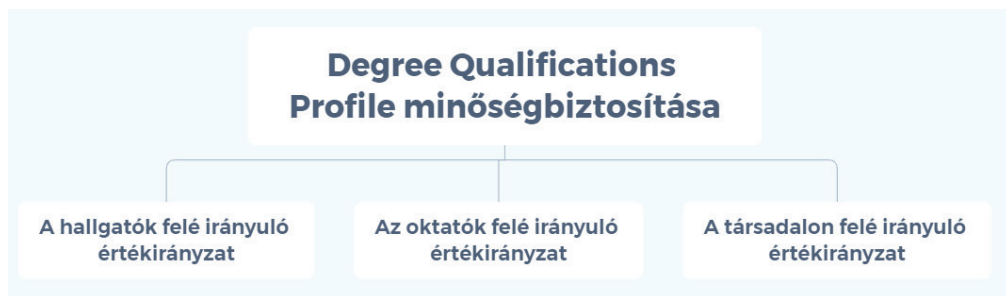 Degree Qualifications
Profile minőségbiztosítása
A hallgatók felé irányuló
értékirányzat
Az oktatók felé irányuló
értékirányzat
A társadalon felé irányuló
értékirányzat